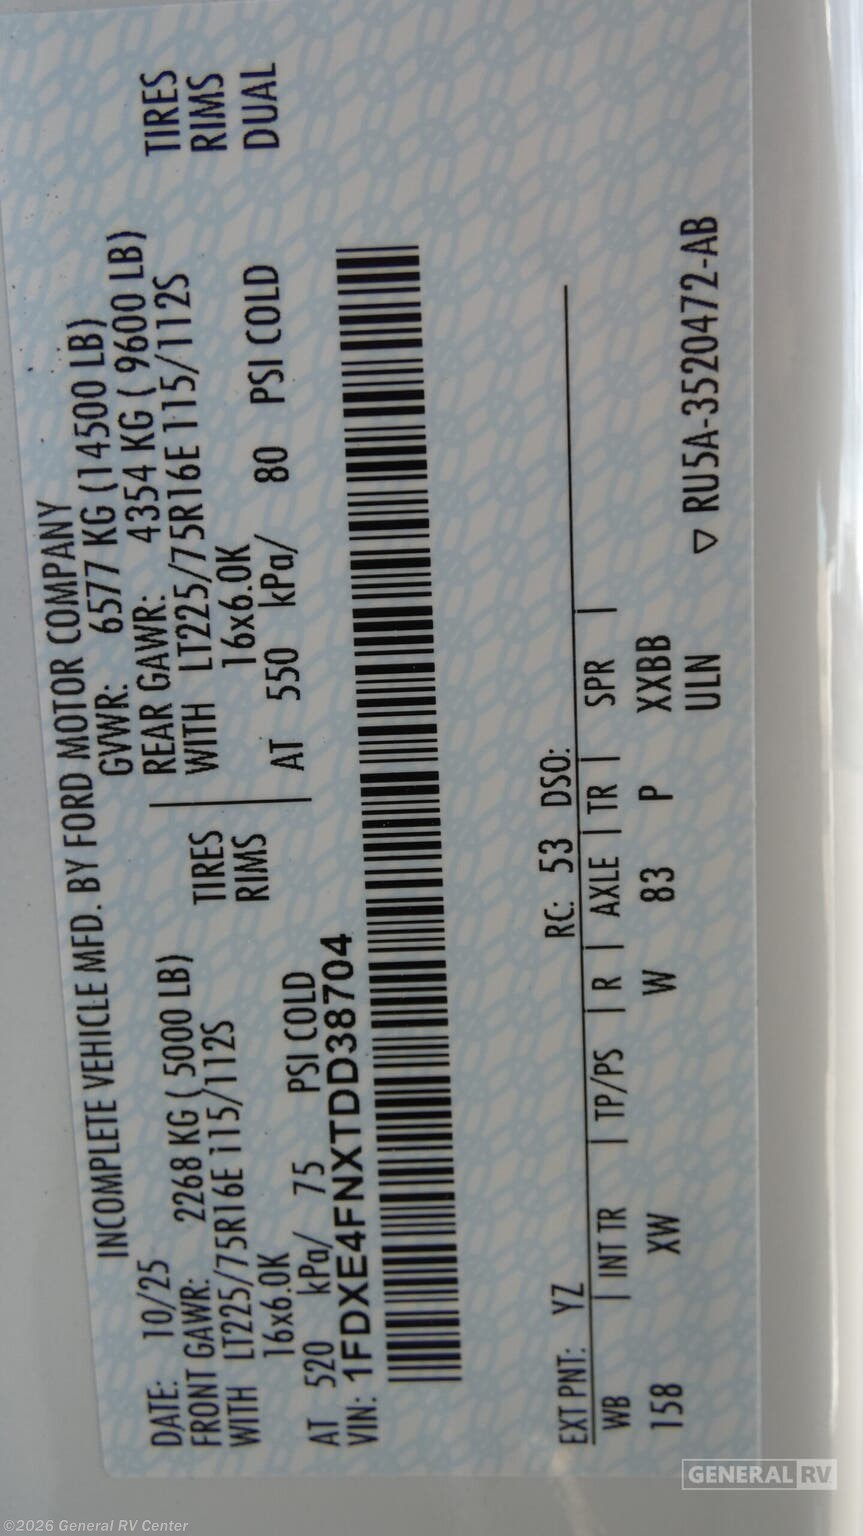 INCOMPLETE VEHICLE MFD. BY FORD MOTOR COMPANY
DATE: 10/25 GVWR: 6577 KG (14500 LB)
FRONT GAWR: 2268 KG ( 5000 LB) REAR GAWR: 4354 KG ( 9600 LB)
WITH LT225/75R16E 115/112S TIRES WITH LT225/75R16E 115/112S TIRES
16x6.0K RIMS 16x6.0K RIMS
AT 520 kPa/ 75 PSI COLD AT 550 kPa/ 80 PSI COLD DUAL
VIN: 1FDXE4FNXTDD38704
EXT PNT: YZ RC: 53 DSO:
WB | INT TR | TP/PS | R | AXLE | TR | SPR |
158 XW W 83 P XXBB
ULN ▽ RU5A-3520472-AB
GENERAL RV
©2026 General RV Center